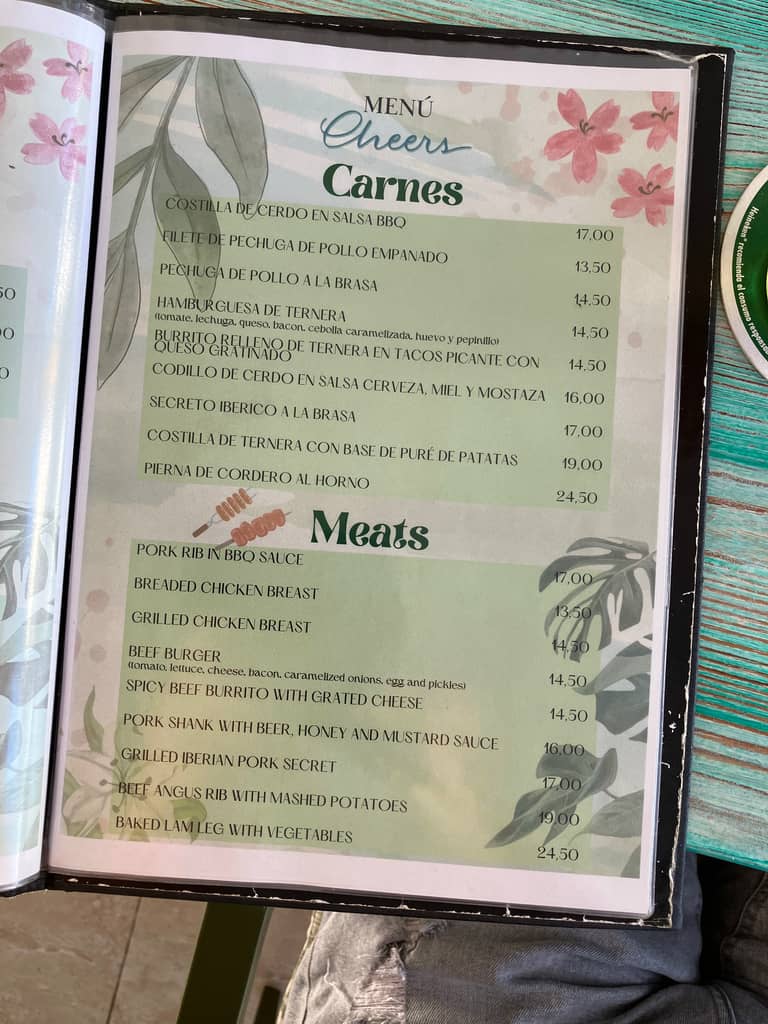 MENÚ
Cheers
Carnes
COSTILLA DE CERDO EN SALSA BBQ 17,00
FILETE DE PECHUGA DE POLLO EMPANADO 13,50
PECHUGA DE POLLO A LA BRASA 14,50
HAMBURGUESA DE TERNERA 14,50
(tomate, lechuga, queso, bacon, cebolla caramelizada, huevo y pepinillo)
BURRITO RELLENO DE TERNERA EN TACOS PICANTE CON 14,50
QUESO GRATINADO
CODILLO DE CERDO EN SALSA CERVEZA, MIEL Y MOSTAZA 16,00
SECRETO IBERICO A LA BRASA 17,00
COSTILLA DE TERNERA CON BASE DE PURÉ DE PATATAS 19,00
PIERNA DE CORDERO AL HORNO 24,50
Meats
PORK RIB IN BBQ SAUCE 17,00
BREADED CHICKEN BREAST 13,50
GRILLED CHICKEN BREAST 14,50
BEEF BURGER 14,50
(tomato, lettuce, cheese, bacon, caramelized onions, egg and pickles)
SPICY BEEF BURRITO WITH GRATED CHEESE 14,50
PORK SHANK WITH BEER, HONEY AND MUSTARD SAUCE 16,00
GRILLED IBERIAN PORK SECRET 17,00
BEEF ANGUS RIB WITH MASHED POTATOES 19,00
BAKED LAM LEG WITH VEGETABLES 24,50
Heineken® recomienda el consumo